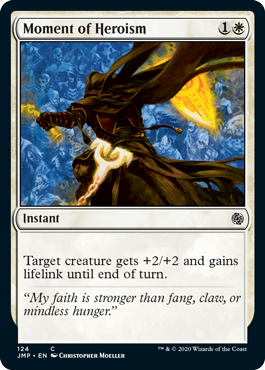 Moment of Heroism 1
Instant
Target creature gets +2/+2 and gains
lifelink until end of turn.
“My faith is stronger than fang, claw, or
mindless hunger.”
124 C
JMP • EN Christopher Moeller ™ & © 2020 Wizards of the Coast